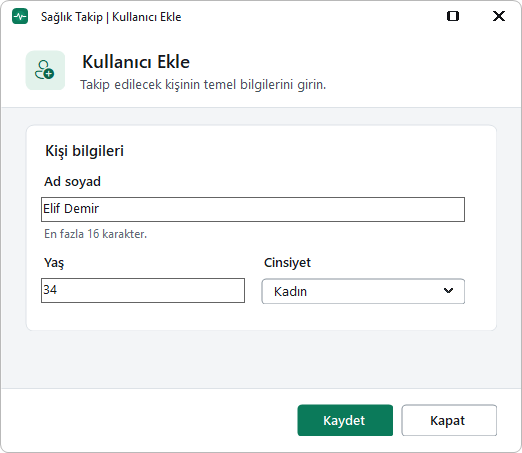 Sağlık Takip | Kullanıcı Ekle
Kullanıcı Ekle
Takip edilecek kişinin temel bilgilerini girin.
Kişi bilgileri
Ad soyad
Elif Demir
En fazla 16 karakter.
Yaş
Cinsiyet
34
Kadın
Kaydet
Kapat